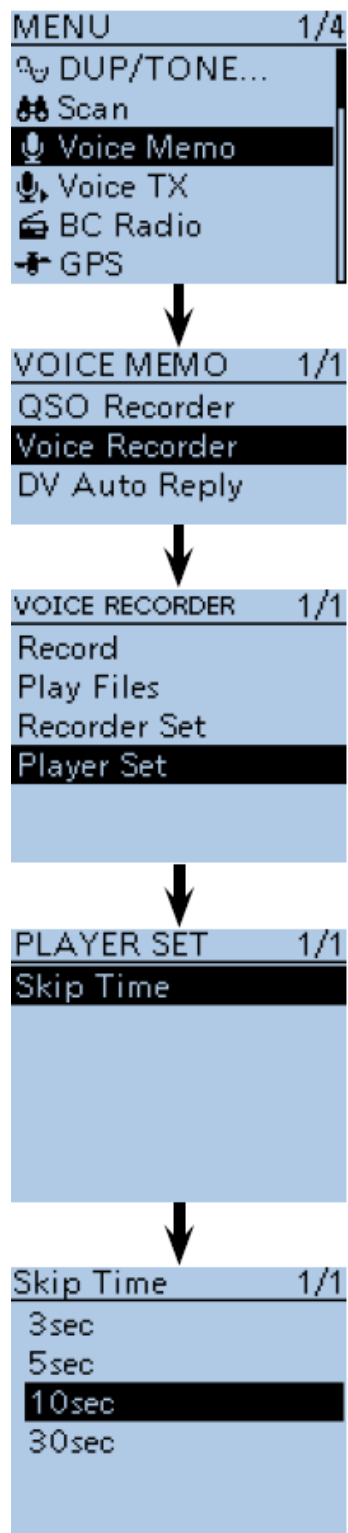 MENU 1/4
DUP/TONE...
Scan
Voice Memo
Voice TX
BC Radio
GPS
VOICE MEMO 1/1
QSO Recorder
Voice Recorder
DV Auto Reply
VOICE RECORDER 1/1
Record
Play Files
Recorder Set
Player Set
PLAYER SET 1/1
Skip Time
Skip Time 1/1
3sec
5sec
10sec
30sec